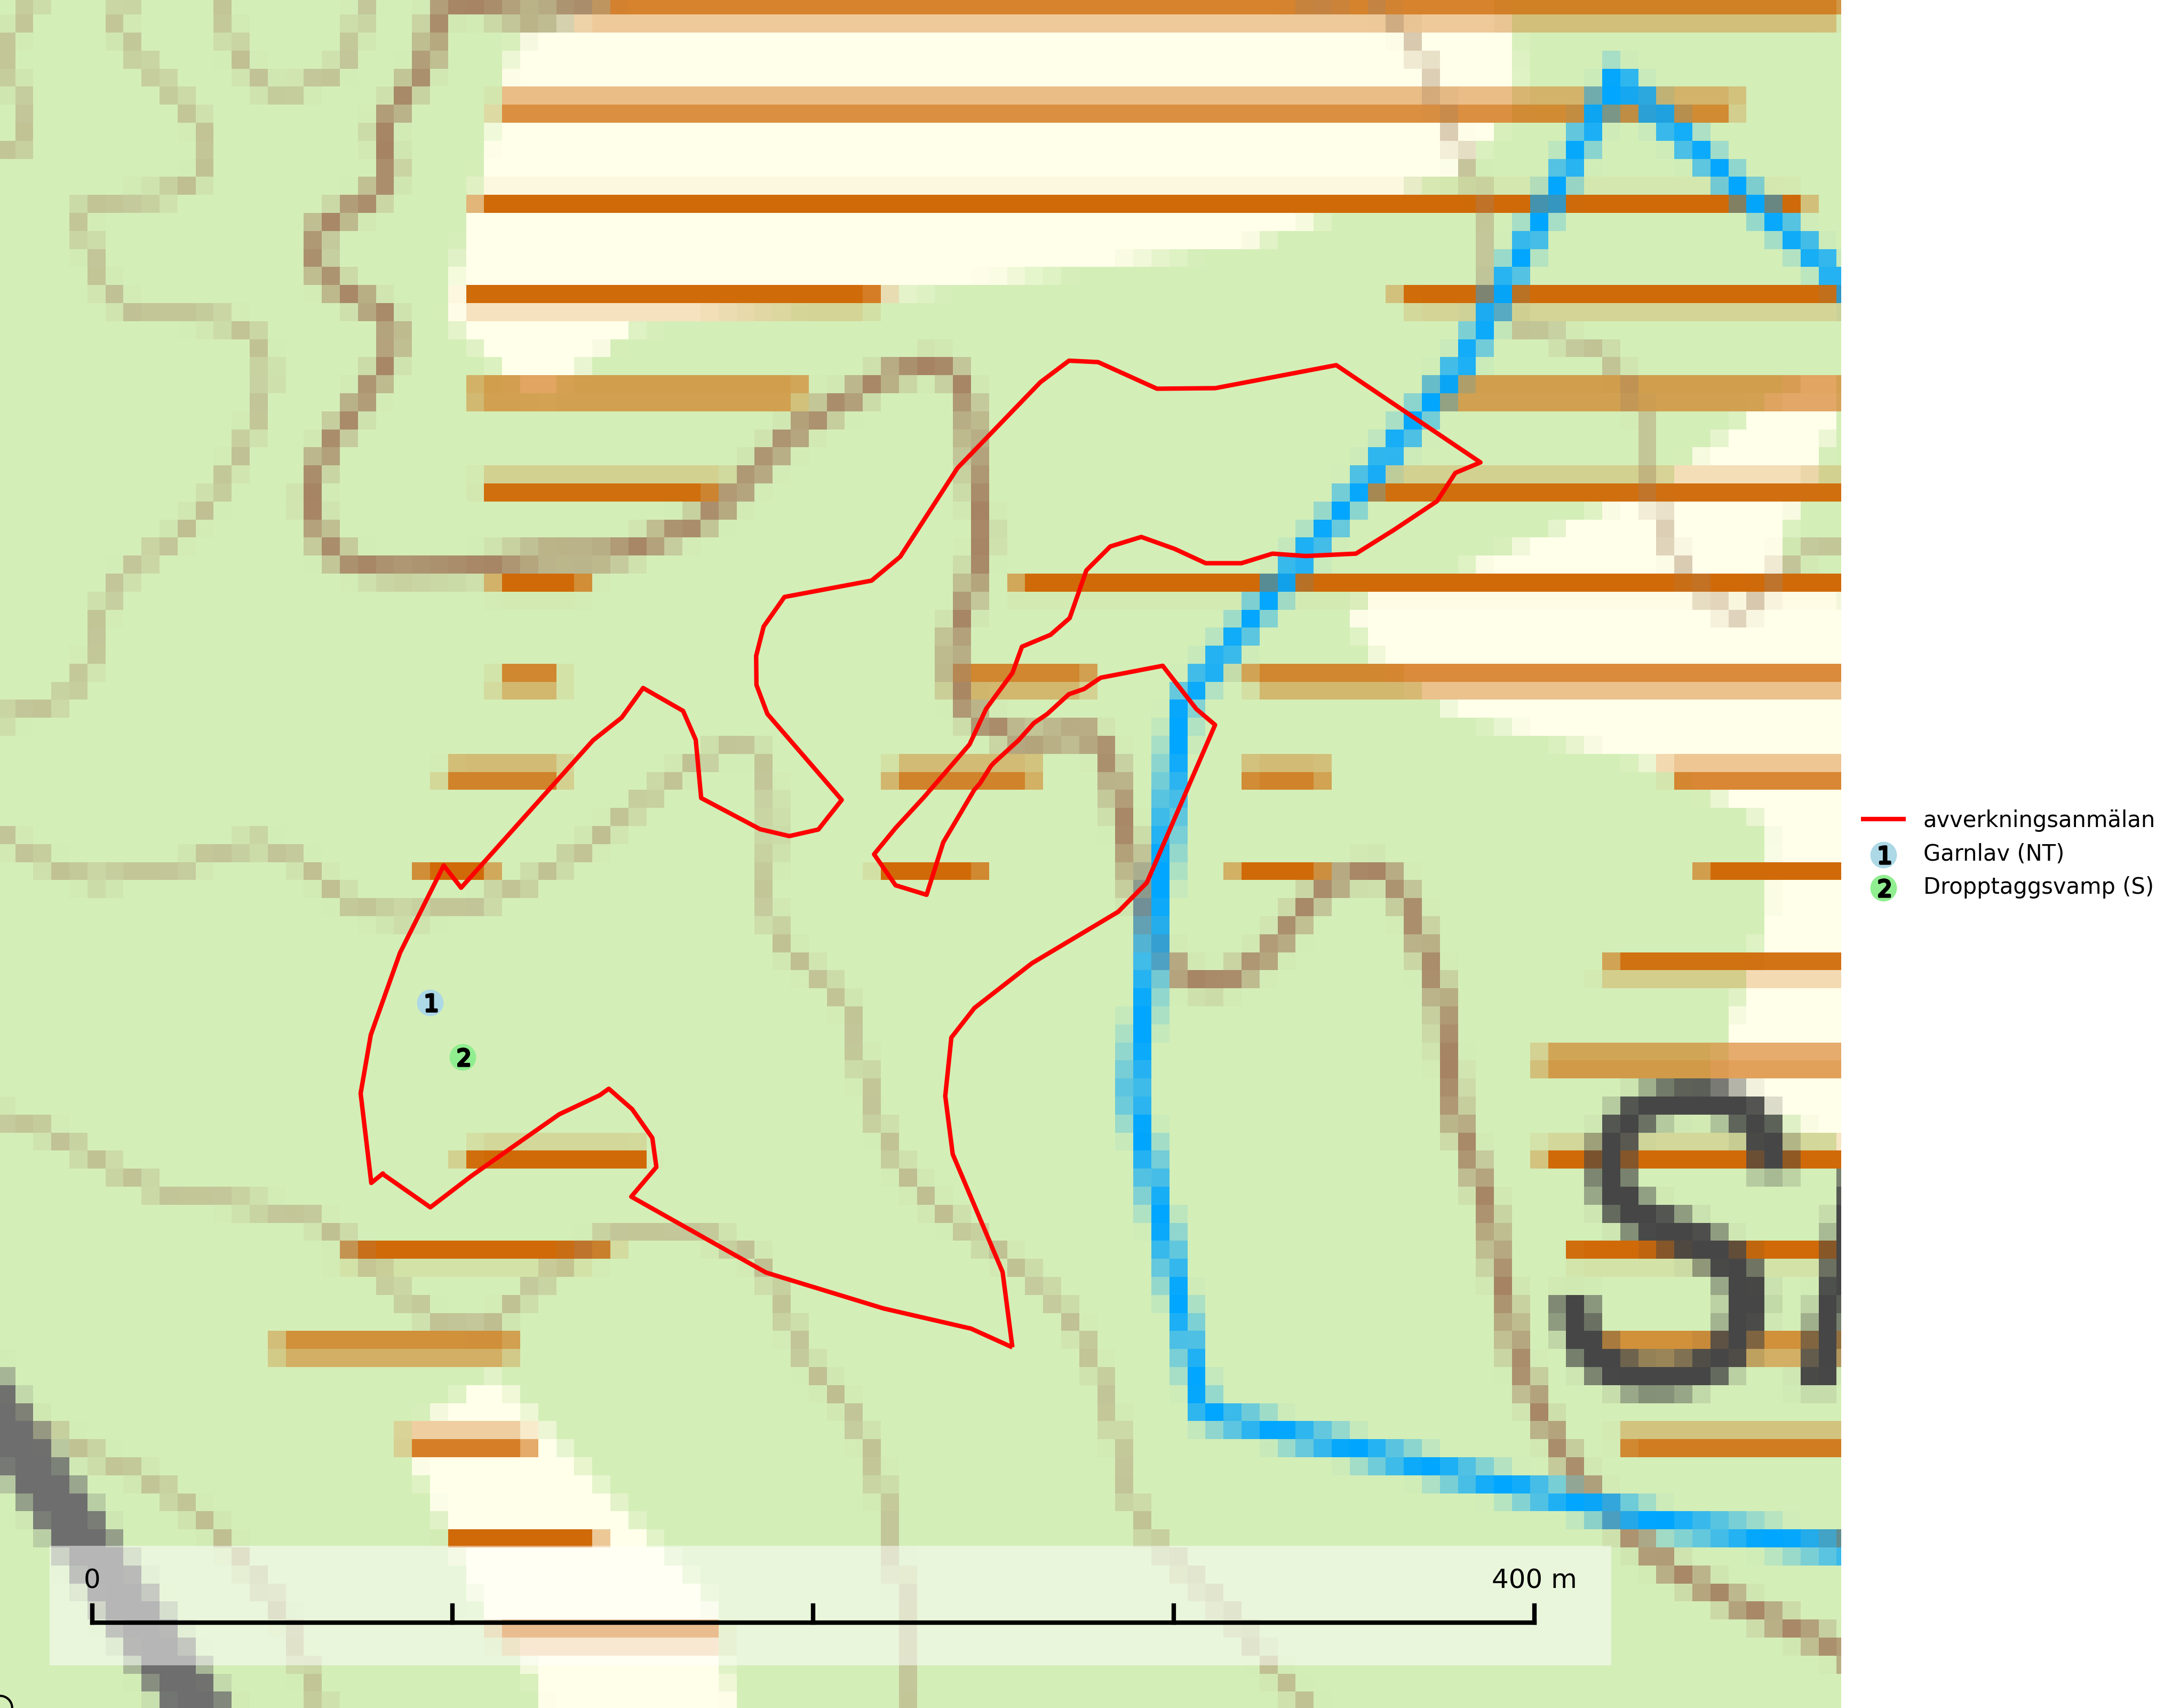 avverkningsanmälan
1 Garnlav (NT)
2 Dropptaggsvamp (S)
1
2
S
0 400 m